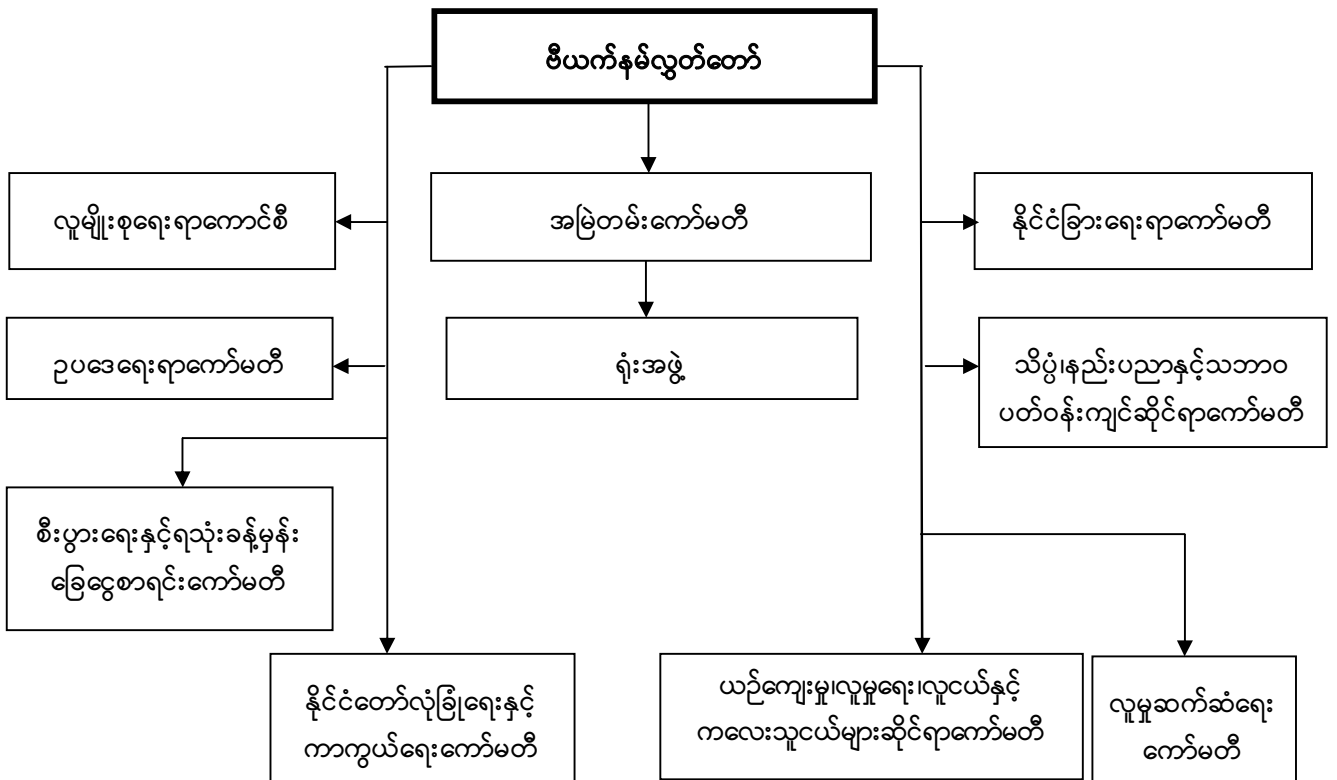 ဗီယက်နမ်လွှတ်တော်
လူမျိုးစုရေးရာကောင်စီ
အမြဲတမ်းကော်မတီ
နိုင်ငံခြားရေးရာကော်မတီ
ဥပဒေရေးရာကော်မတီ
ရုံးအဖွဲ့
သိပ္ပံ၊နည်းပညာနှင့်သဘာဝ
ပတ်ဝန်းကျင်ဆိုင်ရာကော်မတီ
စီးပွားရေးနှင့်ရသုံးခန့်မှန်း
ခြေငွေစာရင်းကော်မတီ
နိုင်ငံတော်လုံခြုံရေးနှင့်
ကာကွယ်ရေးကော်မတီ
ယဉ်ကျေးမှု၊လူမှုရေး၊လူငယ်နှင့်
ကလေးသူငယ်များဆိုင်ရာကော်မတီ
လူမှုဆက်ဆံရေး
ကော်မတီ